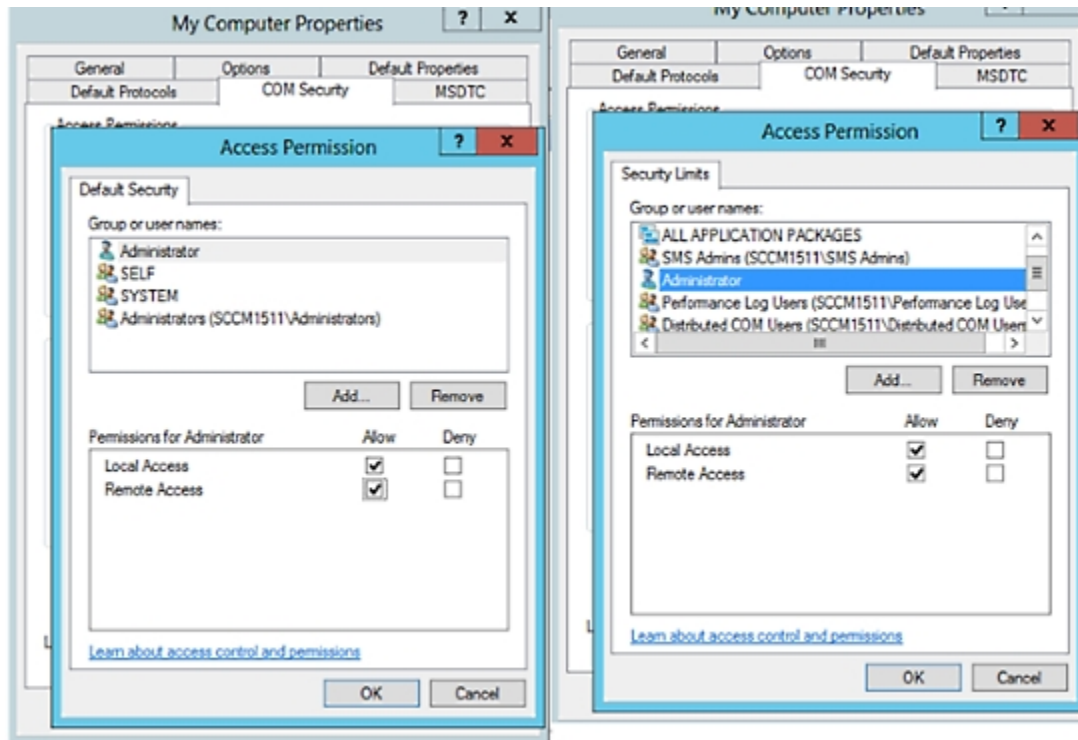 My Computer Properties
? x
General Options Default Properties
Default Protocols COM Security MSDTC
Access Permissions
Access Permission
? x
Default Security
Group or user names:
Administrator
SELF
SYSTEM
Administrators (SCCM1511\Administrators)
Add... Remove
Permissions for Administrator Allow Deny
Local Access
Remote Access
Learn about access control and permissions
OK Cancel
My Computer Properties
General Options Default Properties
Default Protocols COM Security MSDTC
Access Permissions
Access Permission
? x
Security Limits
Group or user names:
ALL APPLICATION PACKAGES
SMS Admins (SCCM1511\SMS Admins)
Administrator
Performance Log Users (SCCM1511\Performance Log Use
Distributed COM Users (SCCM1511\Distributed COM Users
Add... Remove
Permissions for Administrator Allow Deny
Local Access
Remote Access
Learn about access control and permissions
OK Cancel